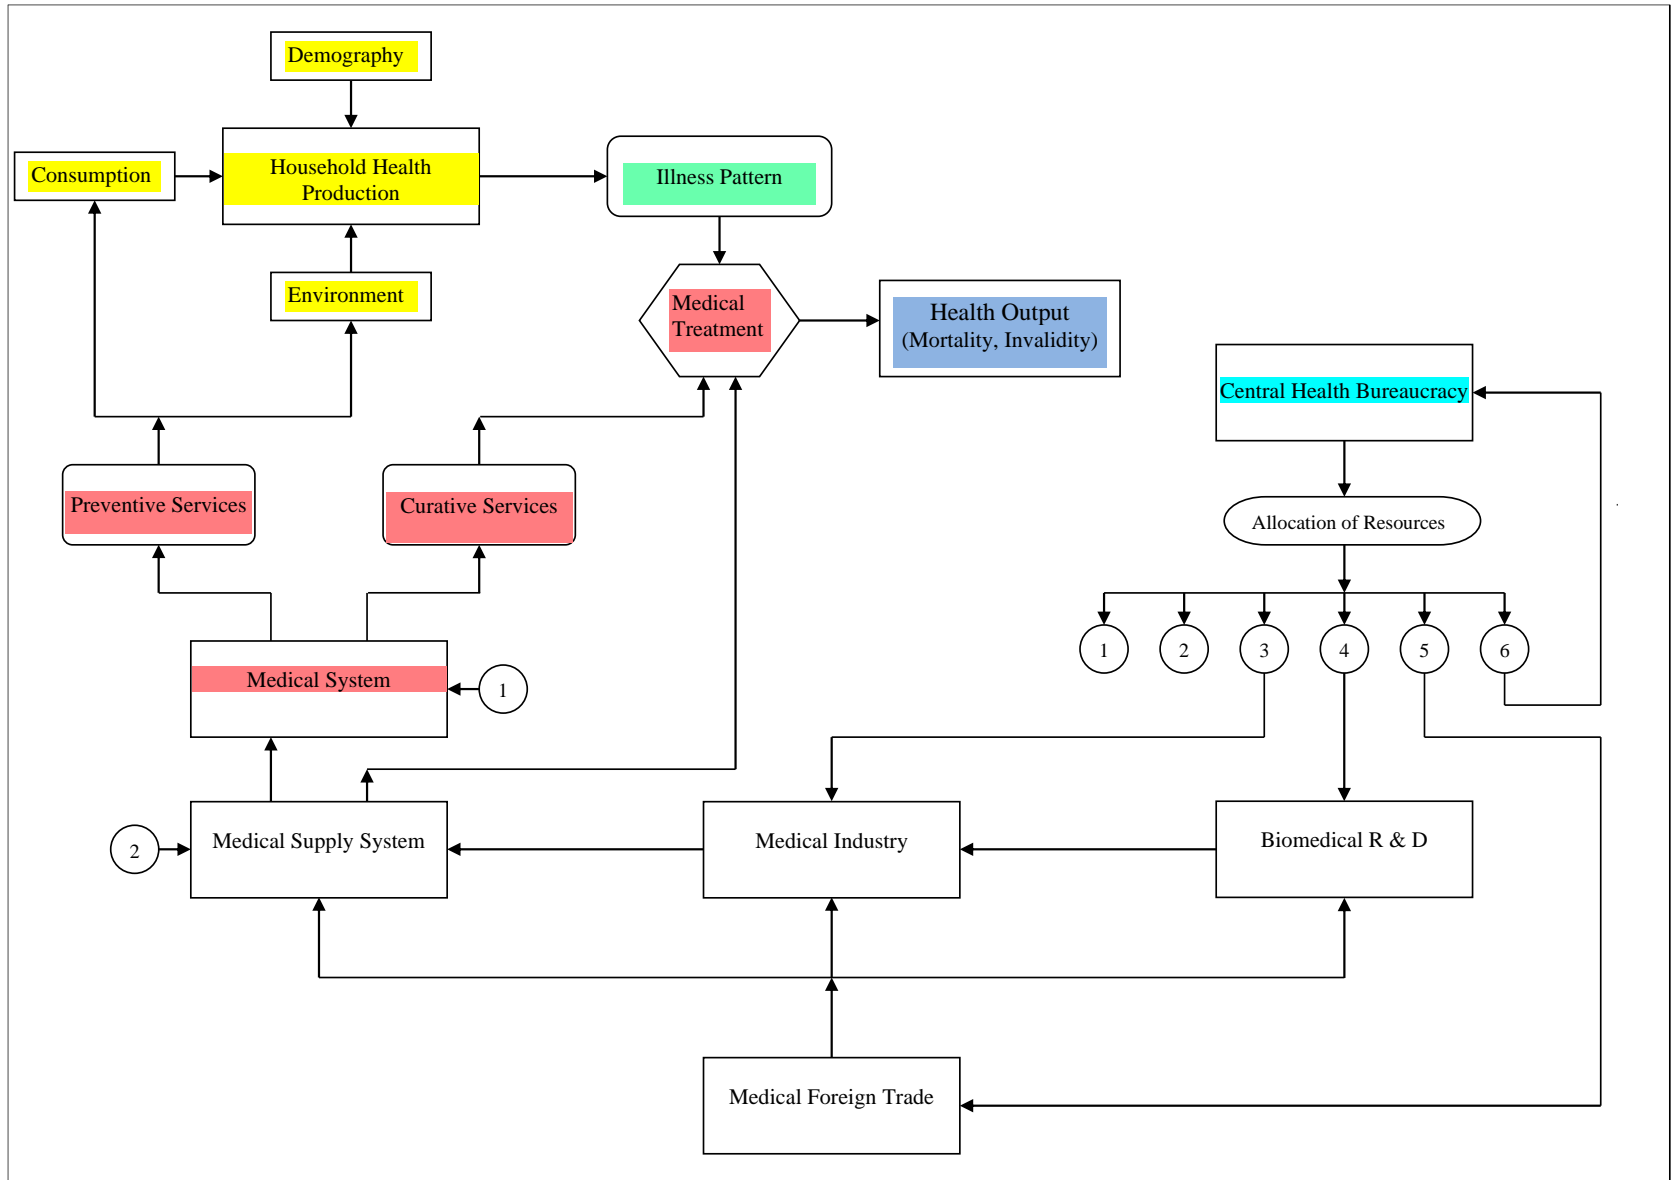 Demography
Consumption
Household Health
Production
Illness Pattern
Environment
Medical
Treatment
Health Output
(Mortality, Invalidity)
Central Health Bureaucracy
Preventive Services
Curative Services
Allocation of Resources
1
2
3
4
5
6
Medical System
1
2
Medical Supply System
Medical Industry
Biomedical R & D
Medical Foreign Trade